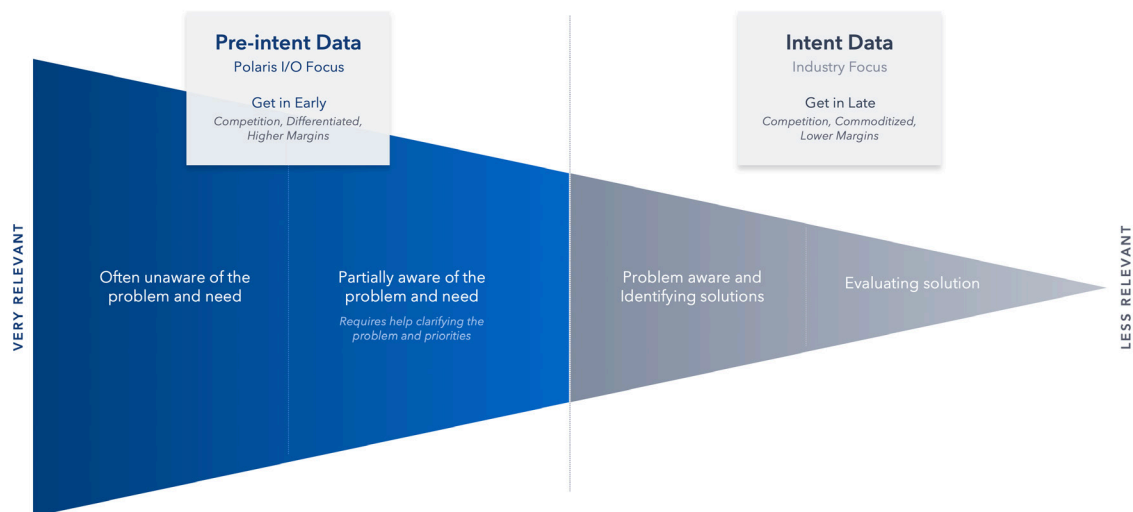 Pre-intent Data
Polaris I/O Focus
Get in Early
Competition, Differentiated,
Higher Margins
Intent Data
Industry Focus
Get in Late
Competition, Commoditized,
Lower Margins
VERY RELEVANT
Often unaware of the
problem and need
Partially aware of the
problem and need
Requires help clarifying the
problem and priorities
Problem aware and
Identifying solutions
Evaluating solution
LESS RELEVANT